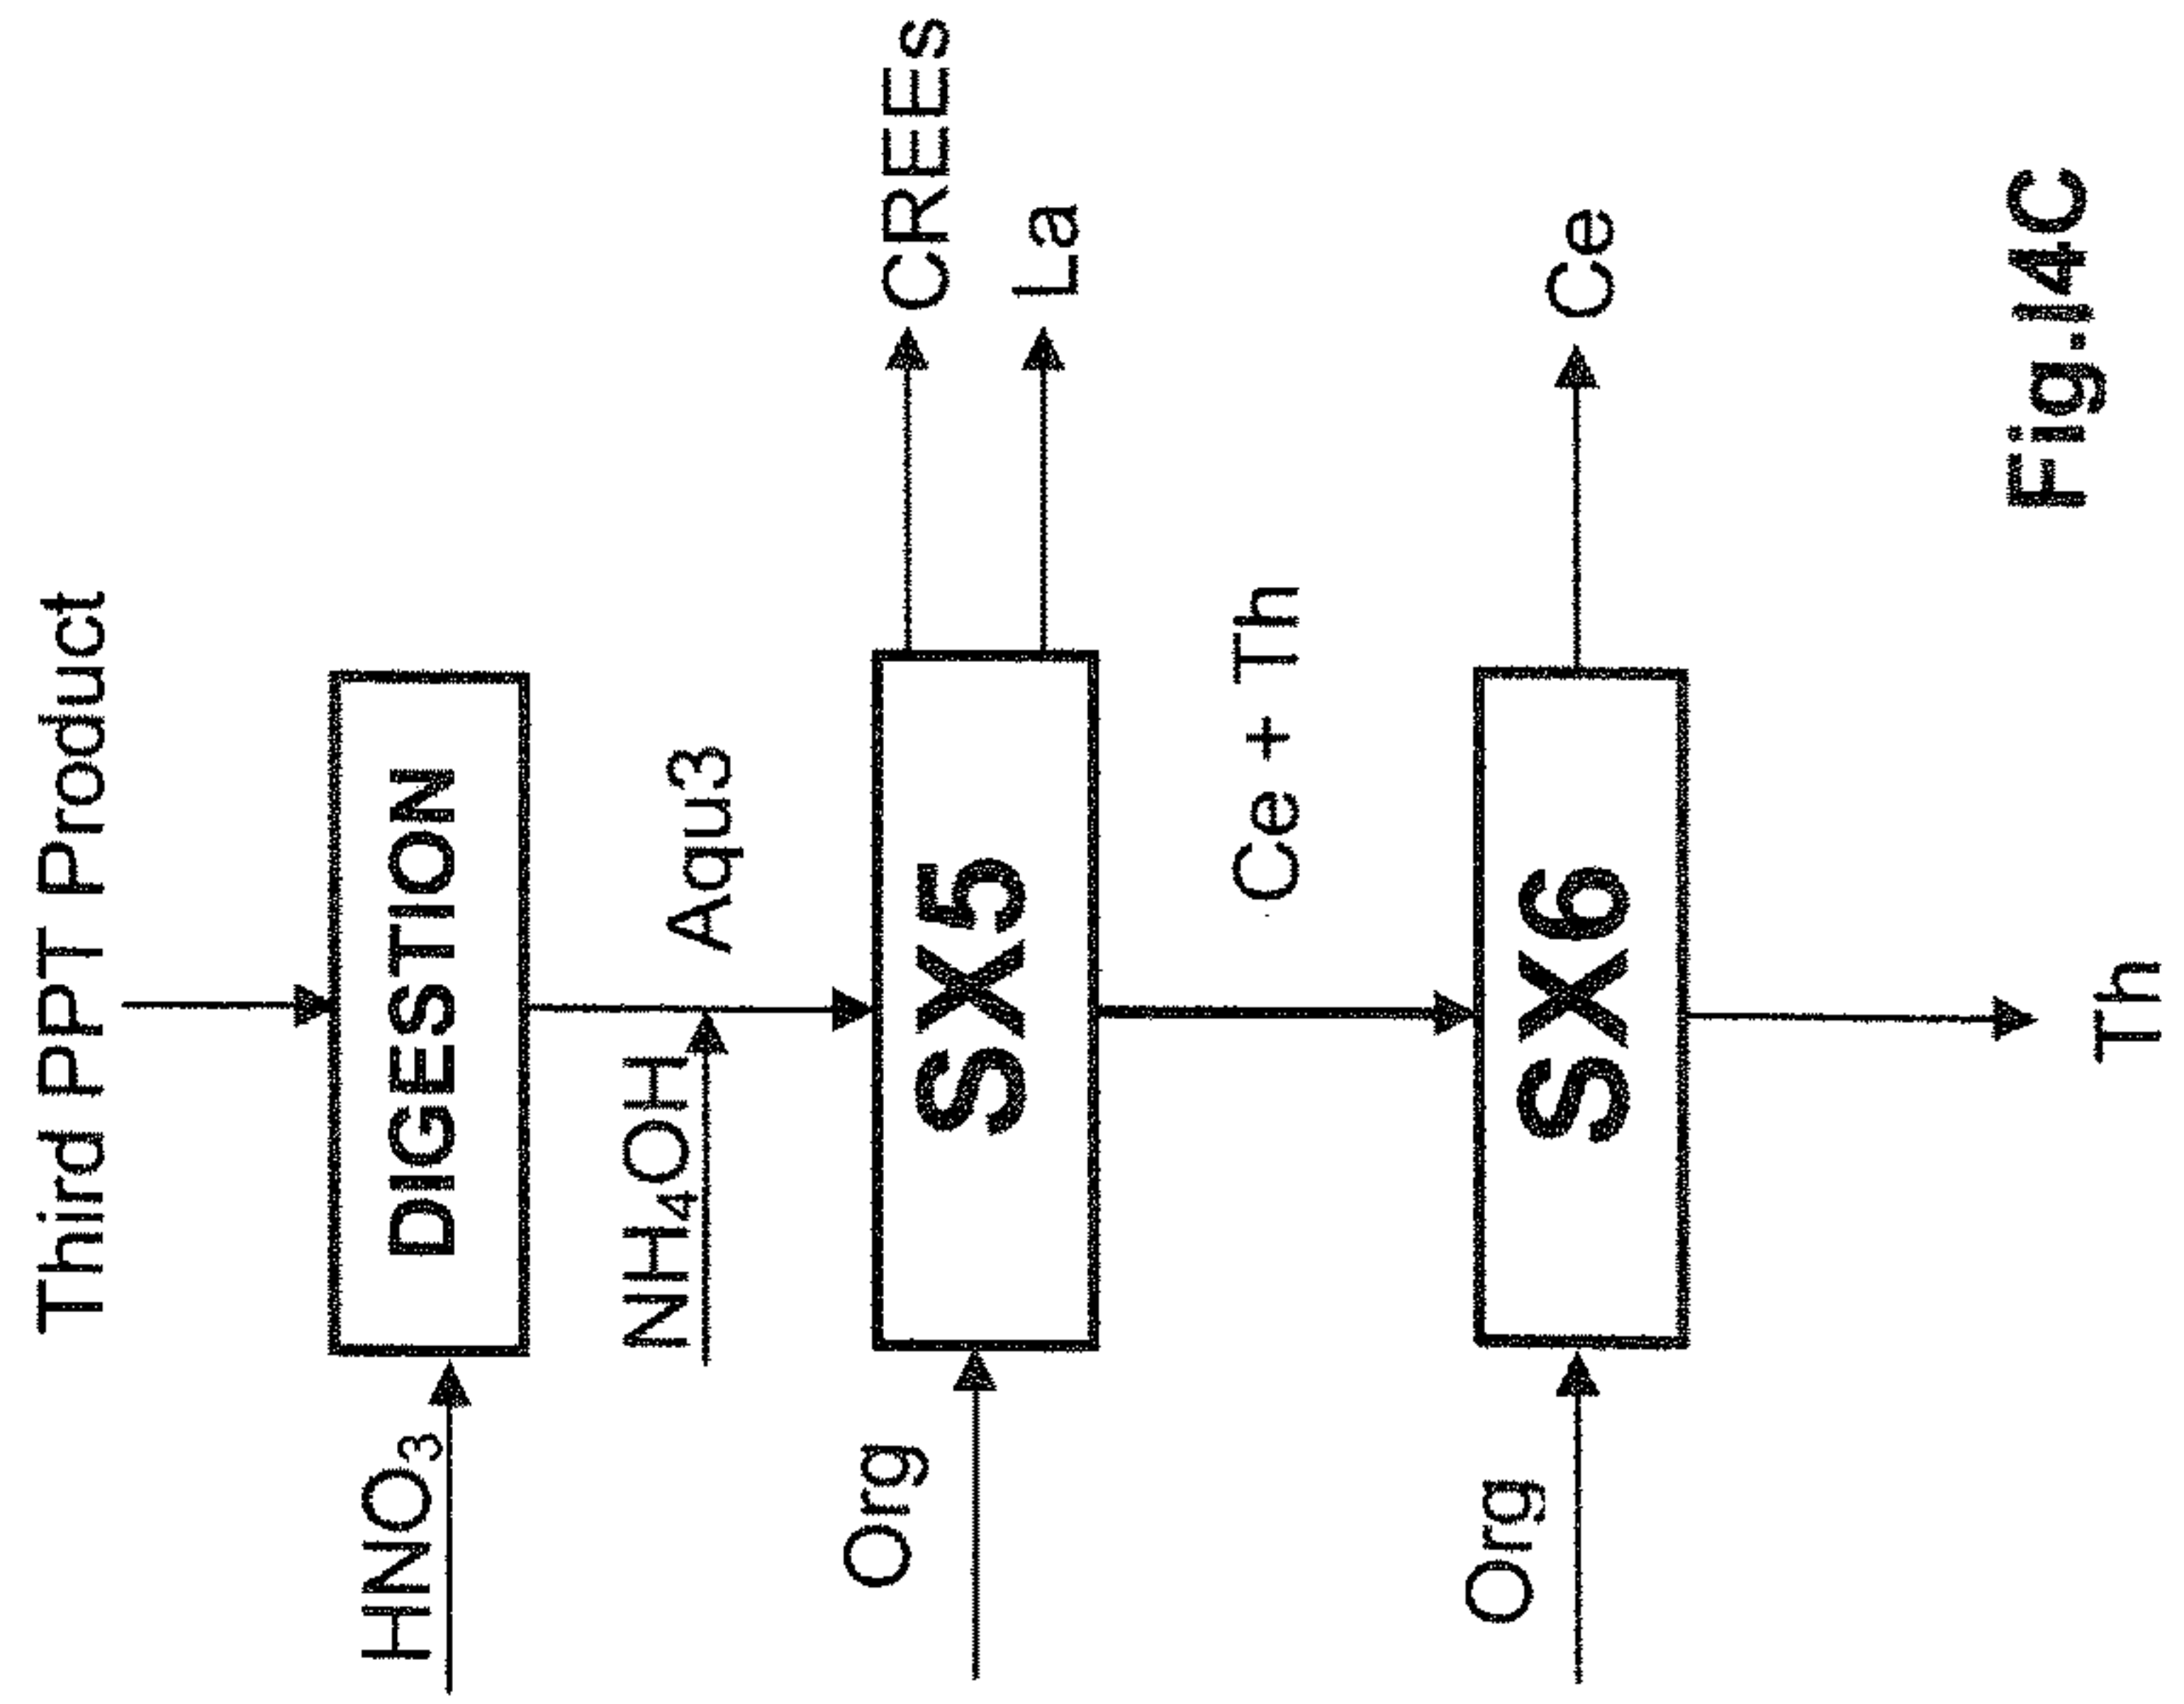 Third PPT Product
HNO3
DIGESTION
NH4OH
Aqu3
Org
SX5
CREEs
La
Ce + Th
Org
SX6
Ce
Th
Fig.14C